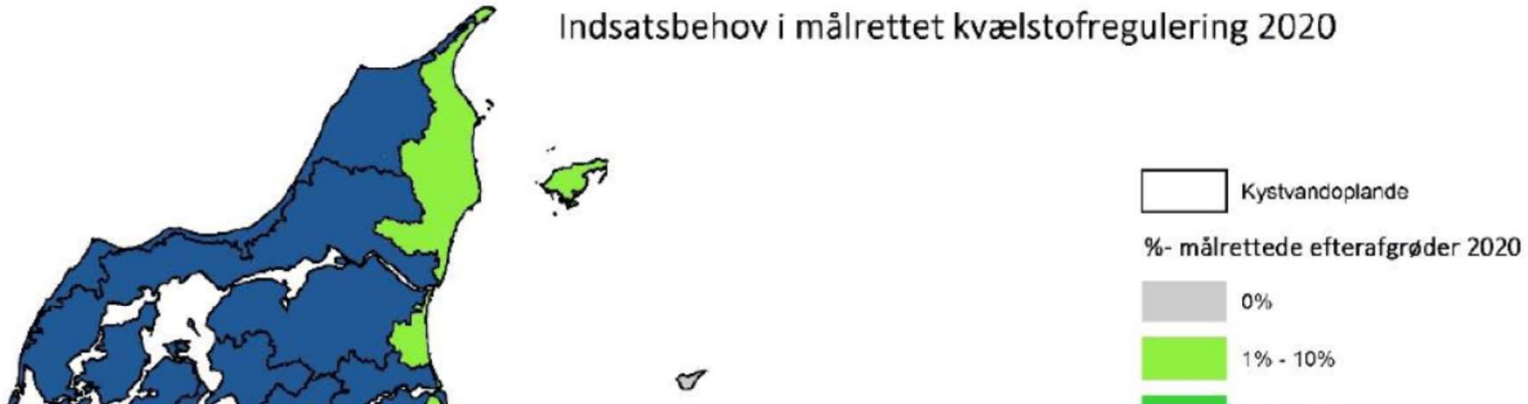 Indsatsbehov i målrettet kvælstofregulering 2020
Kystvandoplande
%- målrettede efterafgrøder 2020
0%
1% - 10%